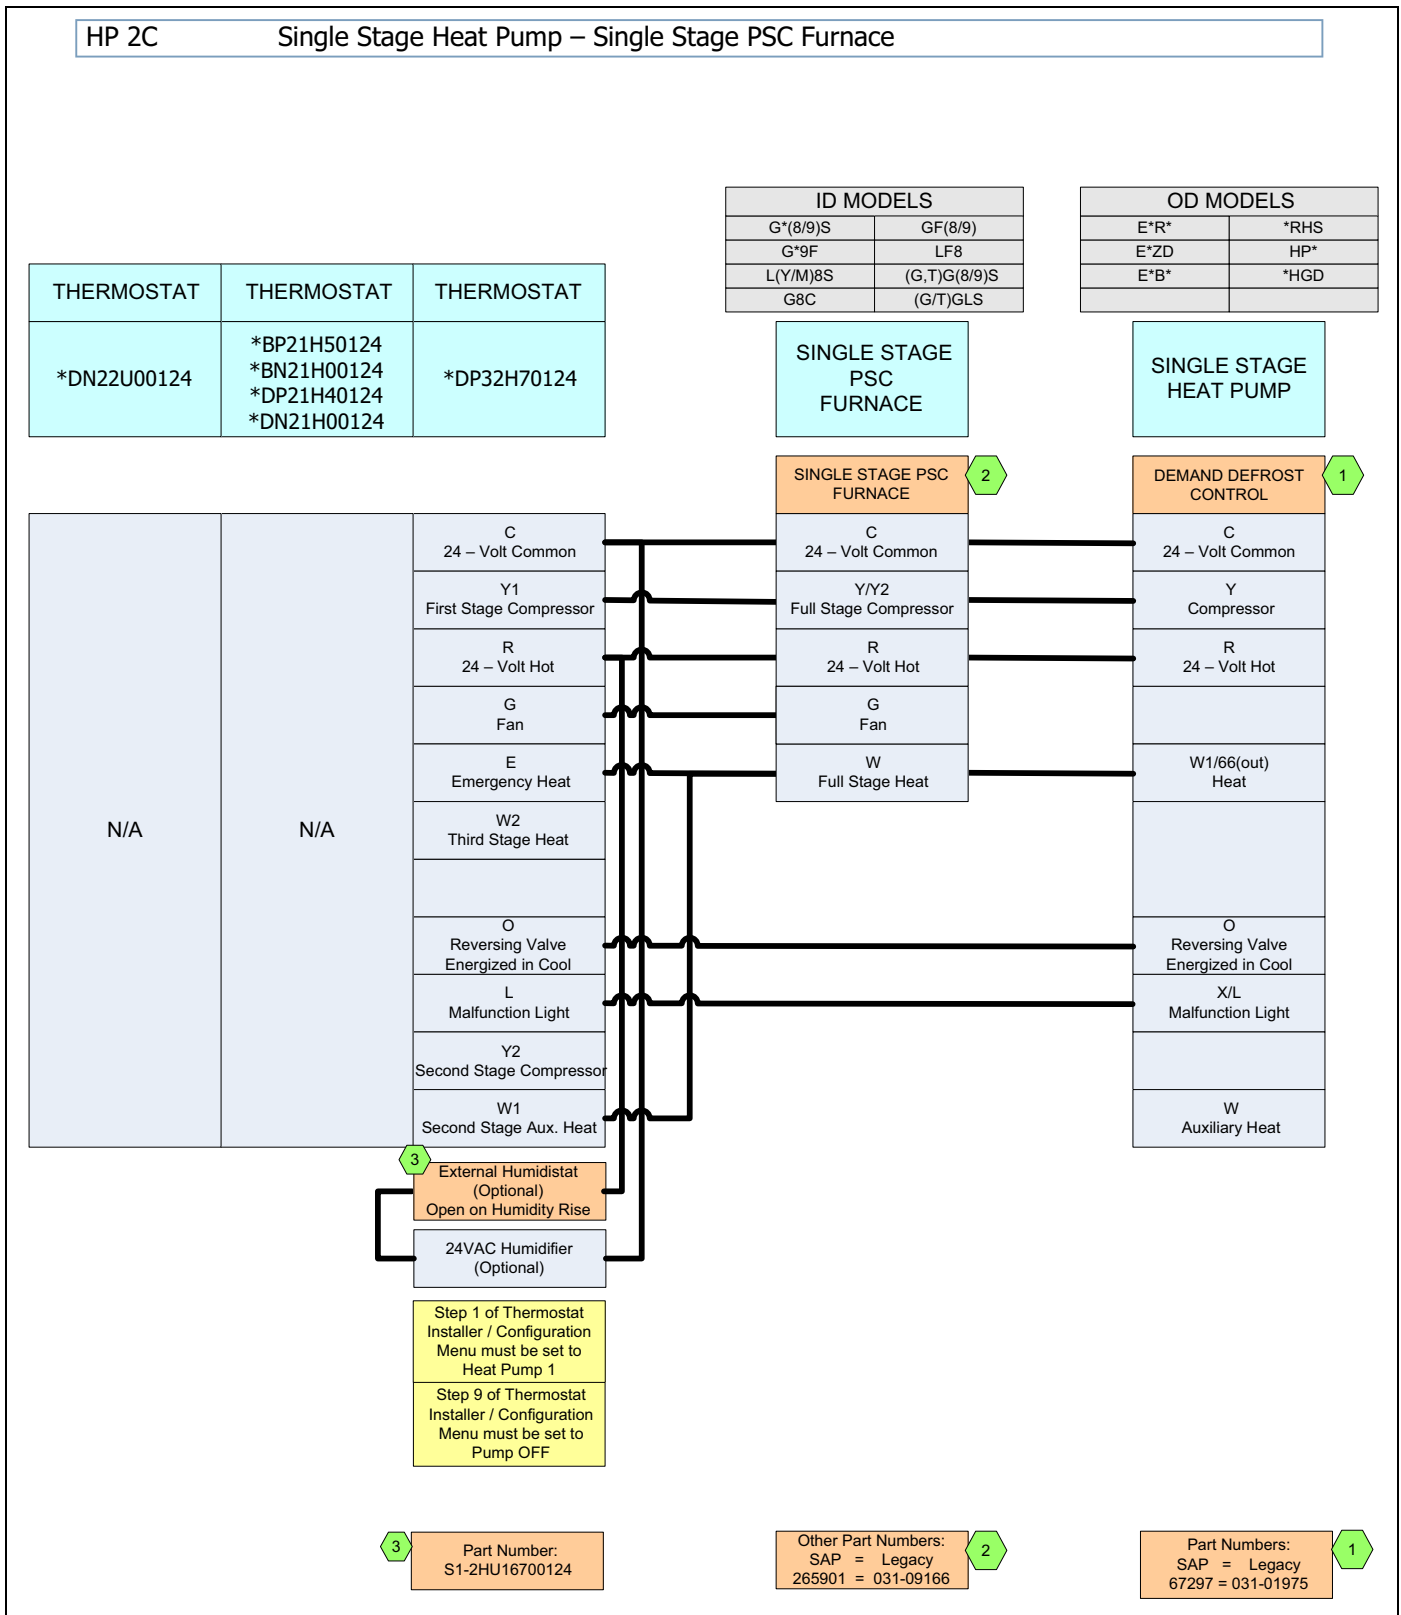 HP 2C Single Stage Heat Pump – Single Stage PSC Furnace
ID MODELS
G*(8/9)S GF(8/9)
G*9F LF8
L(Y/M)8S (G,T)G(8/9)S
G8C (G/T)GLS
OD MODELS
E*R* *RHS
E*ZD HP*
E*B* *HGD
THERMOSTAT THERMOSTAT THERMOSTAT
*DN22U00124
*BP21H50124
*BN21H00124
*DP21H40124
*DN21H00124
*DP32H70124
SINGLE STAGE
PSC
FURNACE
SINGLE STAGE
HEAT PUMP
SINGLE STAGE PSC
FURNACE
2
DEMAND DEFROST
CONTROL
1
N/A
N/A
C
24 – Volt Common
Y1
First Stage Compressor
R
24 – Volt Hot
G
Fan
E
Emergency Heat
W2
Third Stage Heat
O
Reversing Valve
Energized in Cool
L
Malfunction Light
Y2
Second Stage Compressor
W1
Second Stage Aux. Heat
C
24 – Volt Common
Y/Y2
Full Stage Compressor
R
24 – Volt Hot
G
Fan
W
Full Stage Heat
C
24 – Volt Common
Y
Compressor
R
24 – Volt Hot
W1/66(out)
Heat
O
Reversing Valve
Energized in Cool
X/L
Malfunction Light
W
Auxiliary Heat
3
External Humidistat
(Optional)
Open on Humidity Rise
24VAC Humidifier
(Optional)
Step 1 of Thermostat
Installer / Configuration
Menu must be set to
Heat Pump 1
Step 9 of Thermostat
Installer / Configuration
Menu must be set to
Pump OFF
3
Part Number:
S1-2HU16700124
Other Part Numbers:
SAP = Legacy
265901 = 031-09166
2
Part Numbers:
SAP = Legacy
67297 = 031-01975
1